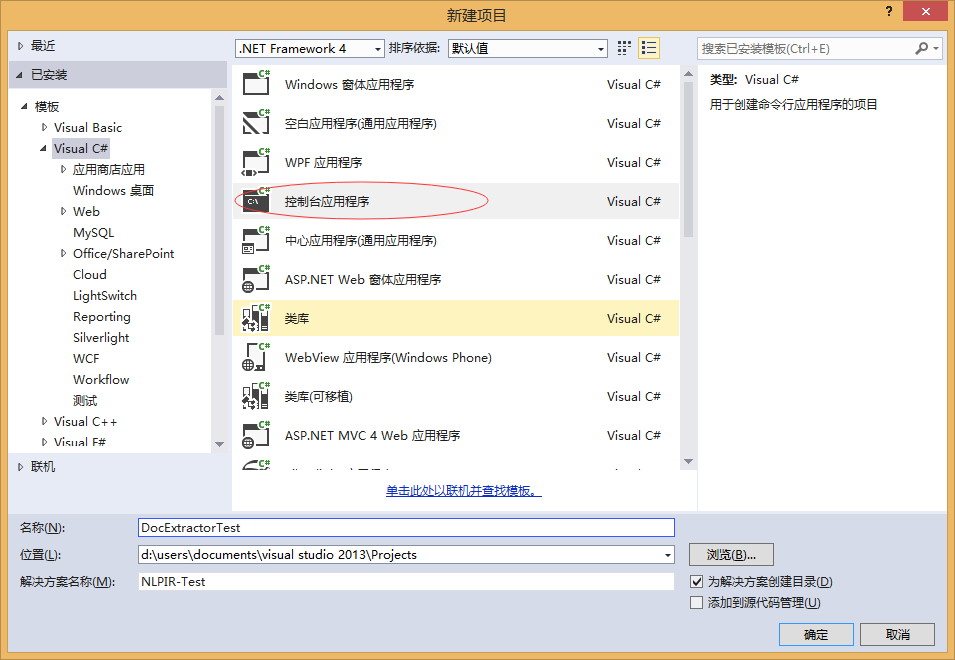 新建项目
?
最近
已安装
模板
Visual Basic
Visual C#
应用商店应用
Windows 桌面
Web
MySQL
Office/SharePoint
Cloud
LightSwitch
Reporting
Silverlight
WCF
Workflow
测试
Visual C++
Visual F#
联机
.NET Framework 4 排序依据: 默认值
Windows 窗体应用程序 Visual C#
空白应用程序(通用应用程序) Visual C#
WPF 应用程序 Visual C#
控制台应用程序 Visual C#
中心应用程序(通用应用程序) Visual C#
ASP.NET Web 窗体应用程序 Visual C#
类库 Visual C#
WebView 应用程序(Windows Phone) Visual C#
类库(可移植) Visual C#
ASP.NET MVC 4 Web 应用程序 Visual C#
单击此处以联机并查找模板。
搜索已安装模板(Ctrl+E)
类型: Visual C#
用于创建命令行应用程序的项目
名称(N): DocExtractorTest
位置(L): d:\users\documents\visual studio 2013\Projects 浏览(B)...
解决方案名称(M): NLPIR-Test
为解决方案创建目录(D)
添加到源代码管理(U)
确定 取消